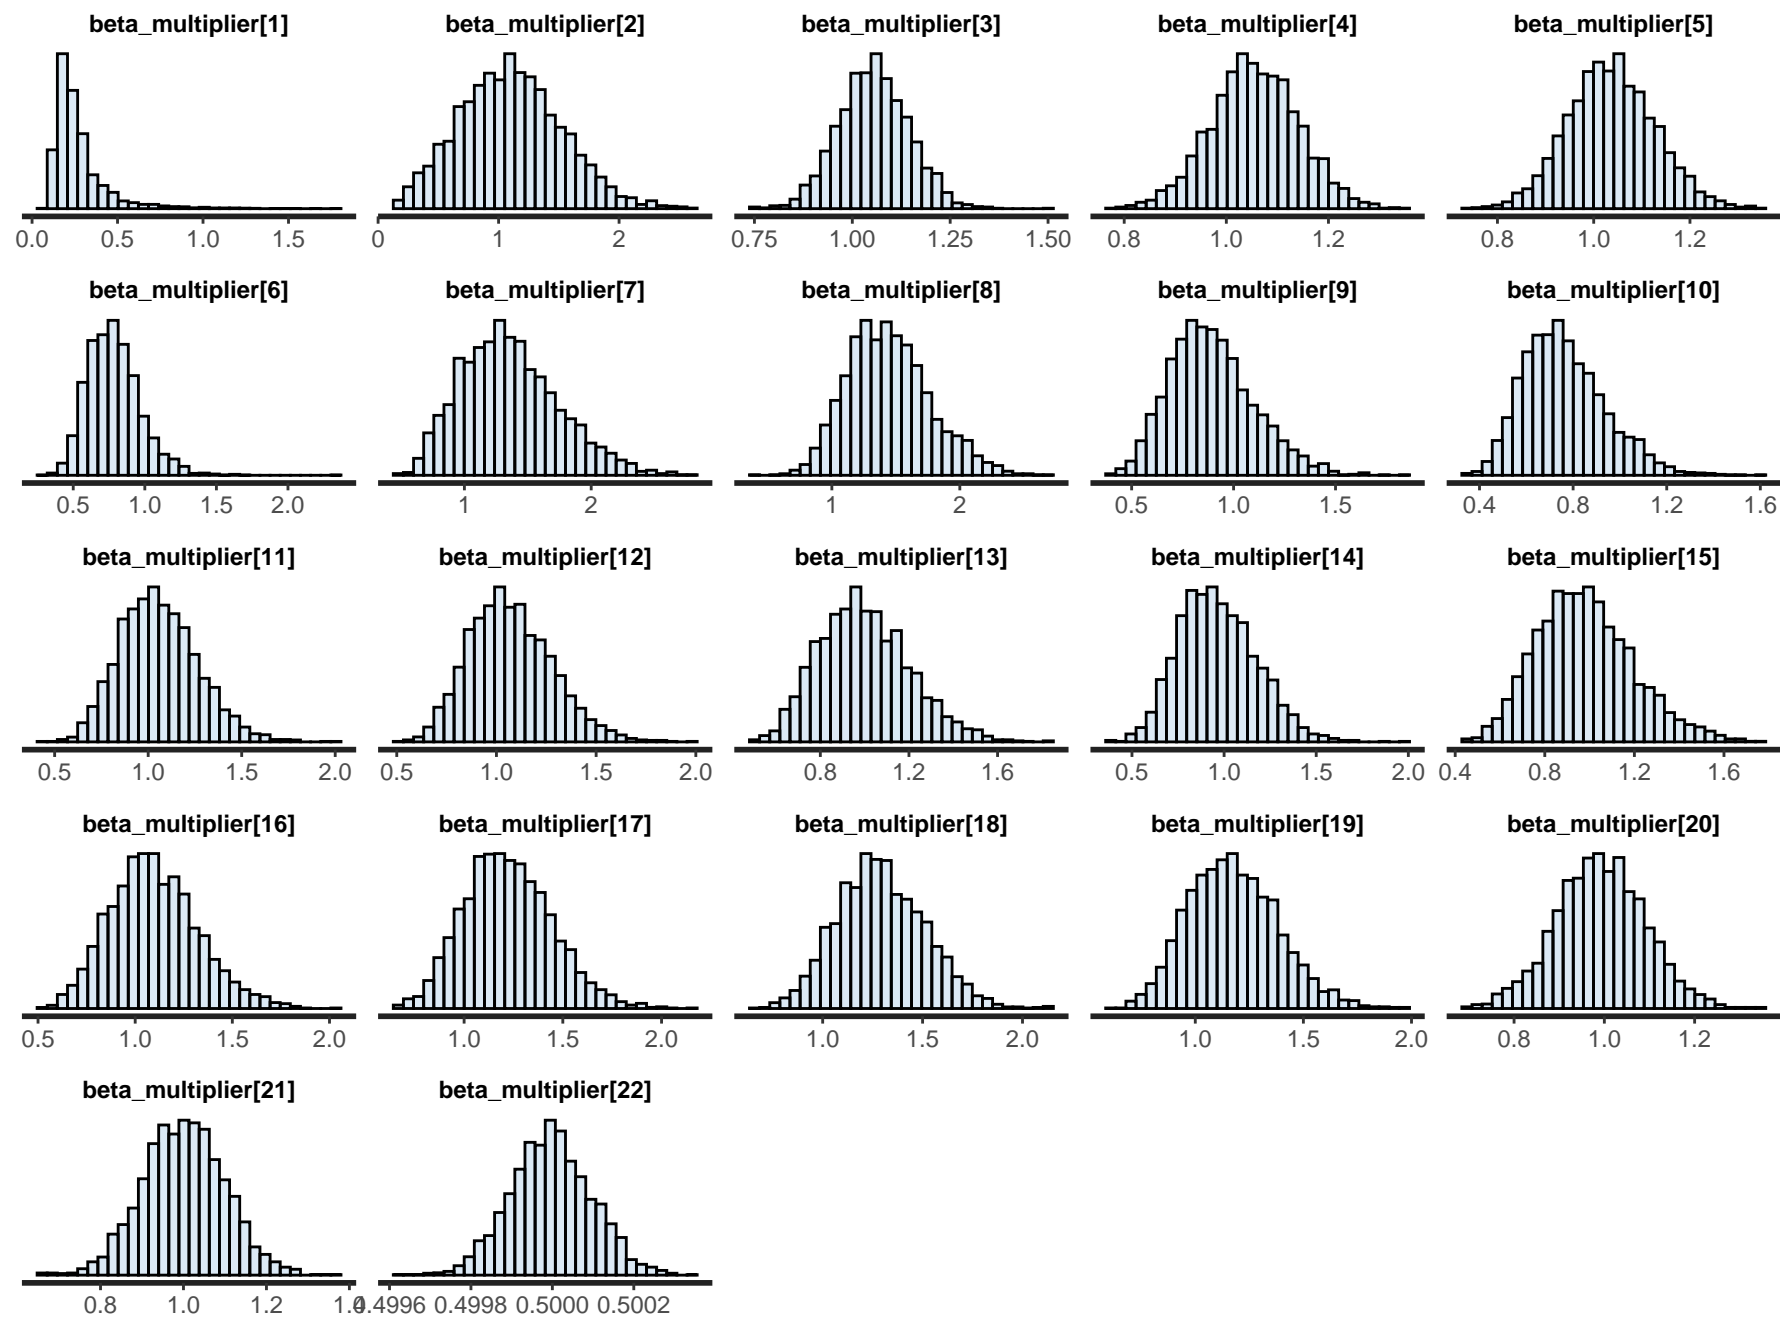 beta_multiplier[1] beta_multiplier[2] beta_multiplier[3] beta_multiplier[4] beta_multiplier[5]
0.0 0.5 1.0 1.5 0 1 2 0.75 1.00 1.25 1.50 0.8 1.0 1.2 0.8 1.0 1.2
beta_multiplier[6] beta_multiplier[7] beta_multiplier[8] beta_multiplier[9] beta_multiplier[10]
0.5 1.0 1.5 2.0 1 2 1 2 0.5 1.0 1.5 0.4 0.8 1.2 1.6
beta_multiplier[11] beta_multiplier[12] beta_multiplier[13] beta_multiplier[14] beta_multiplier[15]
0.5 1.0 1.5 2.0 0.5 1.0 1.5 2.0 0.8 1.2 1.6 0.5 1.0 1.5 2.0 0.4 0.8 1.2 1.6
beta_multiplier[16] beta_multiplier[17] beta_multiplier[18] beta_multiplier[19] beta_multiplier[20]
0.5 1.0 1.5 2.0 1.0 1.5 2.0 1.0 1.5 2.0 1.0 1.5 2.0 0.8 1.0 1.2
beta_multiplier[21] beta_multiplier[22]
0.8 1.0 1.2 1.4 0.4996 0.4998 0.5000 0.5002